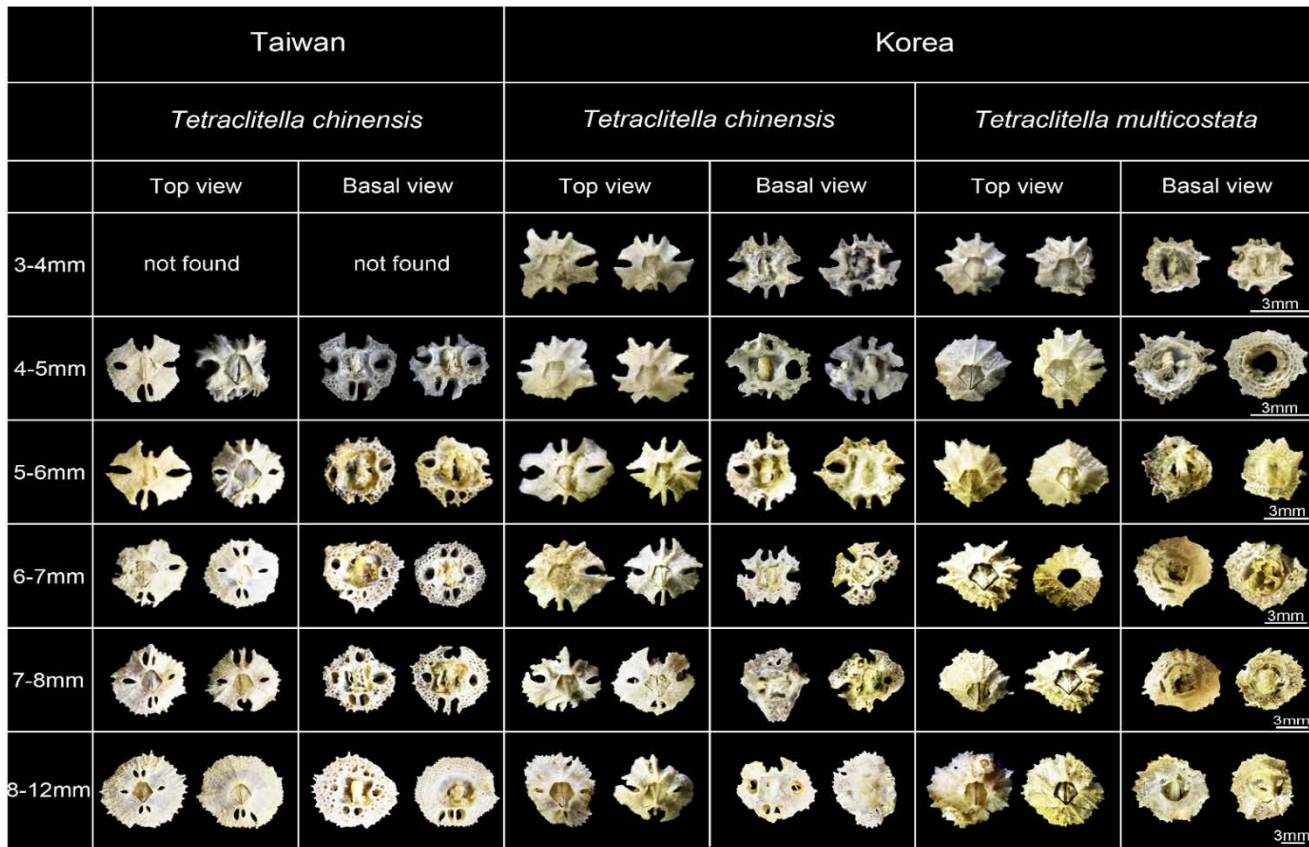 Taiwan Korea
Tetraclitella chinensis Tetraclitella chinensis Tetraclitella multicostata
Top view Basal view Top view Basal view Top view Basal view
3-4mm not found not found 3mm
4-5mm 3mm
5-6mm 3mm
6-7mm 3mm
7-8mm 3mm
8-12mm 3mm